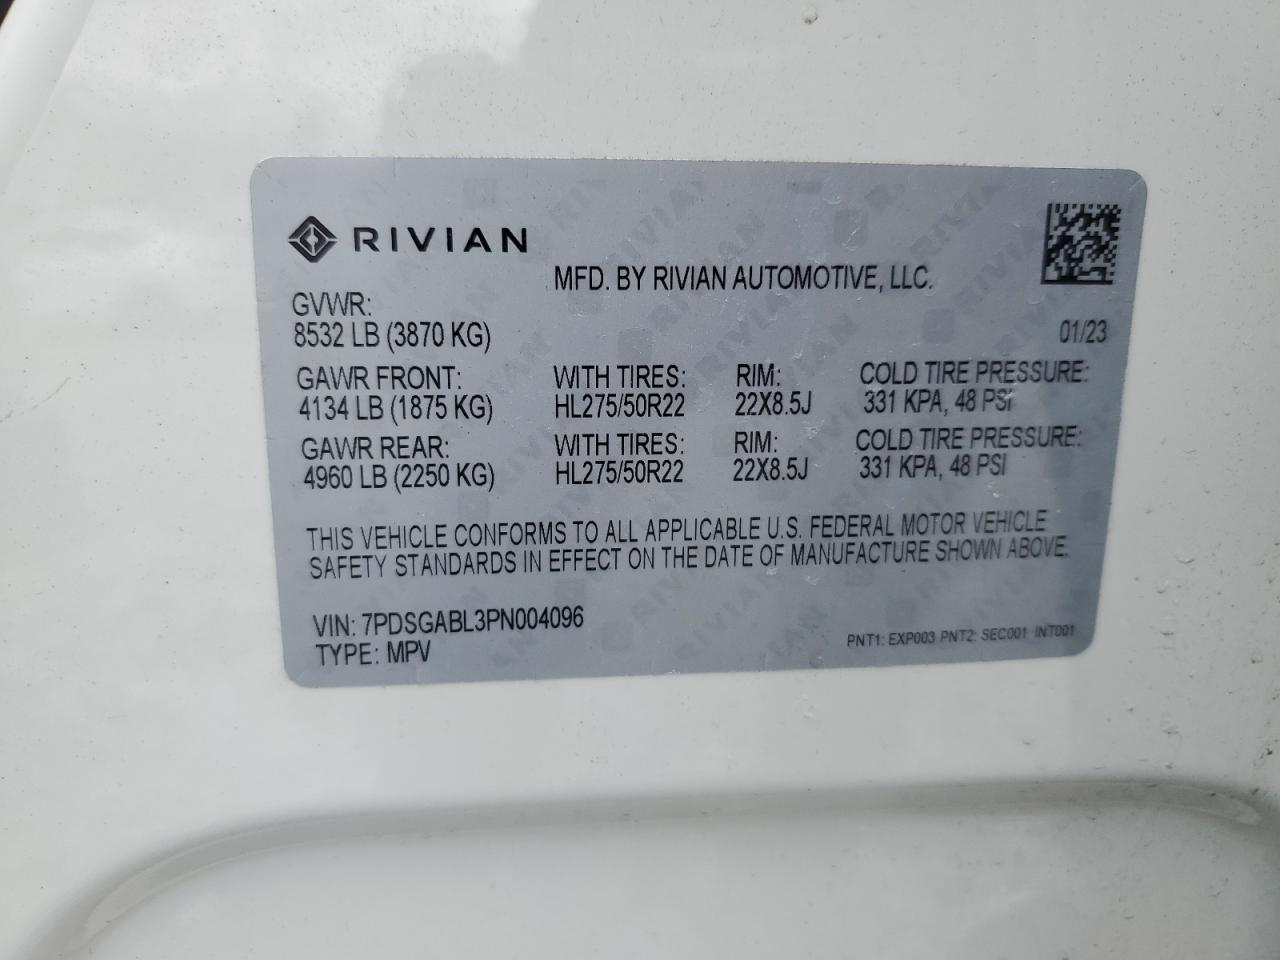 RIVIAN
MFD. BY RIVIAN AUTOMOTIVE, LLC.
GVWR:
8532 LB (3870 KG) 01/23
GAWR FRONT: WITH TIRES: RIM: COLD TIRE PRESSURE:
4134 LB (1875 KG) HL275/50R22 22X8.5J 331 KPA, 48 PSI
GAWR REAR: WITH TIRES: RIM: COLD TIRE PRESSURE:
4960 LB (2250 KG) HL275/50R22 22X8.5J 331 KPA, 48 PSI
THIS VEHICLE CONFORMS TO ALL APPLICABLE U.S. FEDERAL MOTOR VEHICLE
SAFETY STANDARDS IN EFFECT ON THE DATE OF MANUFACTURE SHOWN ABOVE.
VIN: 7PDSGABL3PN004096
TYPE: MPV
PNT1: EXP003 PNT2: SEC001 INT001